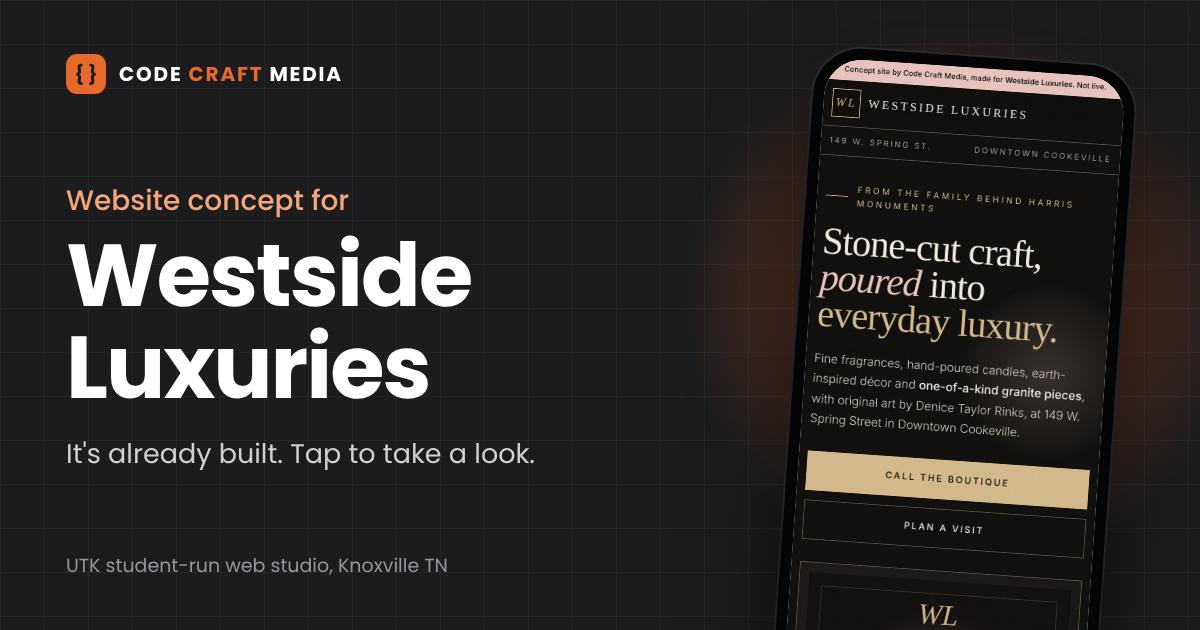 { } CODE CRAFT MEDIA
Website concept for
Westside
Luxuries
It's already built. Tap to take a look.
UTK student-run web studio, Knoxville TN
Concept site by Code Craft Media, made for Westside Luxuries. Not live.
WL WESTSIDE LUXURIES
149 W. SPRING ST. DOWNTOWN COOKEVILLE
FROM THE FAMILY BEHIND HARRIS
MONUMENTS
Stone-cut craft,
poured into
everyday luxury.
Fine fragrances, hand-poured candles, earth-
inspired décor and one-of-a-kind granite pieces,
with original art by Denice Taylor Rinks, at 149 W.
Spring Street in Downtown Cookeville.
CALL THE BOUTIQUE
PLAN A VISIT
WL